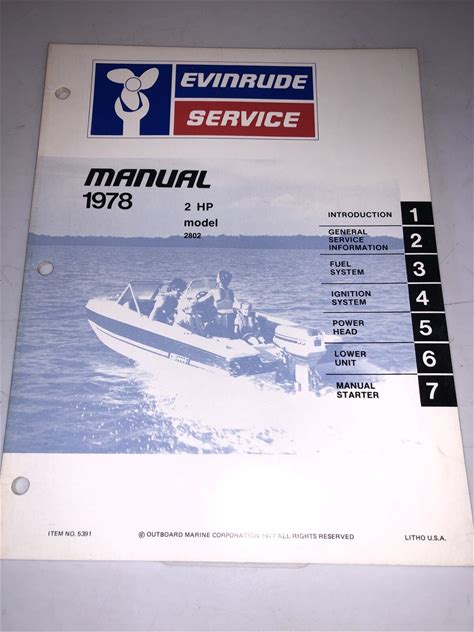 EVINRUDE
SERVICE
MANUAL
1978
2 HP
model
2802
INTRODUCTION 1
GENERAL
SERVICE
INFORMATION 2
FUEL
SYSTEM 3
IGNITION
SYSTEM 4
POWER
HEAD 5
LOWER
UNIT 6
MANUAL
STARTER 7
ITEM NO. 5391
© OUTBOARD MARINE CORPORATION 1977 ALL RIGHTS RESERVED
LITHO U.S.A.